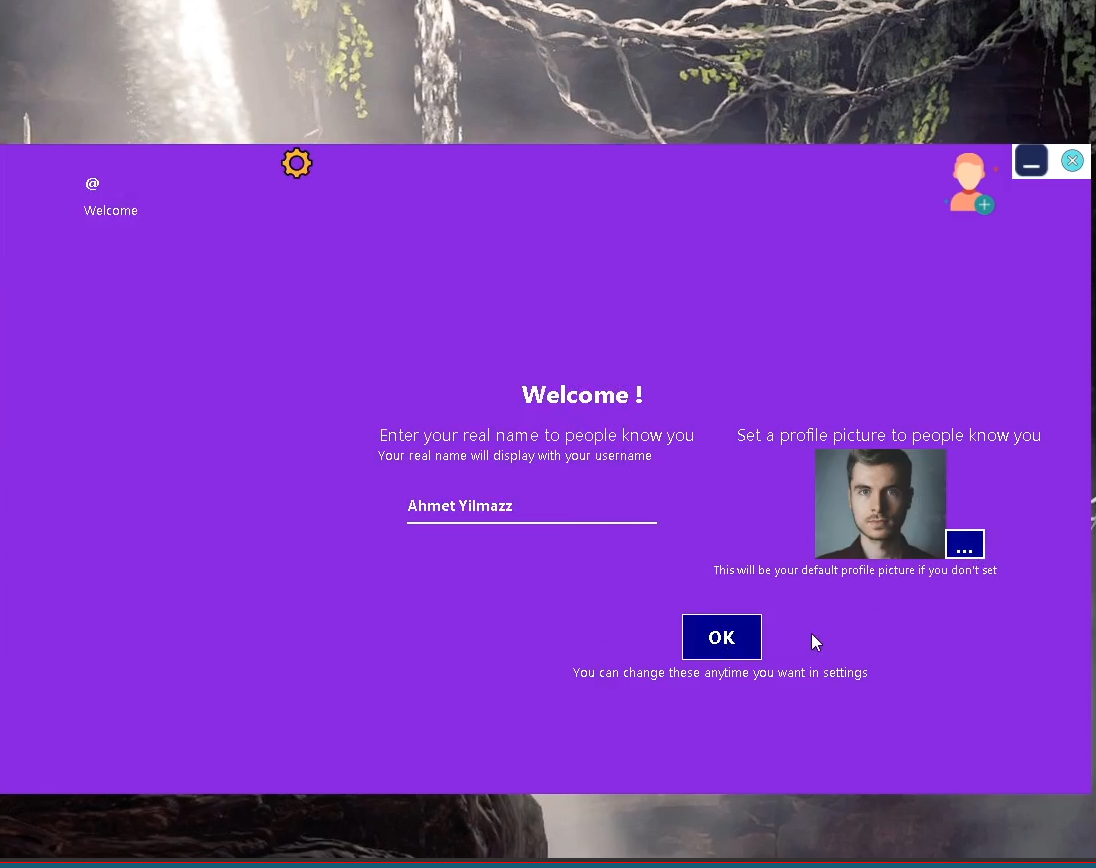 @
Welcome
Welcome !
Enter your real name to people know you
Your real name will display with your username
Ahmet Yilmazz
Set a profile picture to people know you
...
This will be your default profile picture if you don't set
OK
You can change these anytime you want in settings